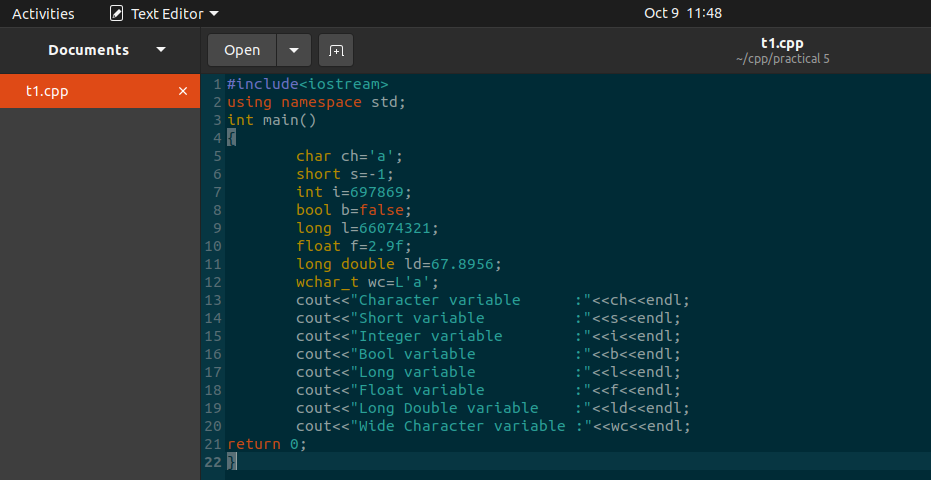 Activities Text Editor Oct 9 11:48
Documents Open t1.cpp
~/cpp/practical 5
t1.cpp ×
1 #include<iostream>
2 using namespace std;
3 int main()
4 {
5         char ch='a';
6         short s=-1;
7         int i=697869;
8         bool b=false;
9         long l=66074321;
10         float f=2.9f;
11         long double ld=67.8956;
12         wchar_t wc=L'a';
13         cout<<"Character variable      :"<<ch<<endl;
14         cout<<"Short variable          :"<<s<<endl;
15         cout<<"Integer variable        :"<<i<<endl;
16         cout<<"Bool variable           :"<<b<<endl;
17         cout<<"Long variable           :"<<l<<endl;
18         cout<<"Float variable          :"<<f<<endl;
19         cout<<"Long Double variable    :"<<ld<<endl;
20         cout<<"Wide Character variable :"<<wc<<endl;
21 return 0;
22 }